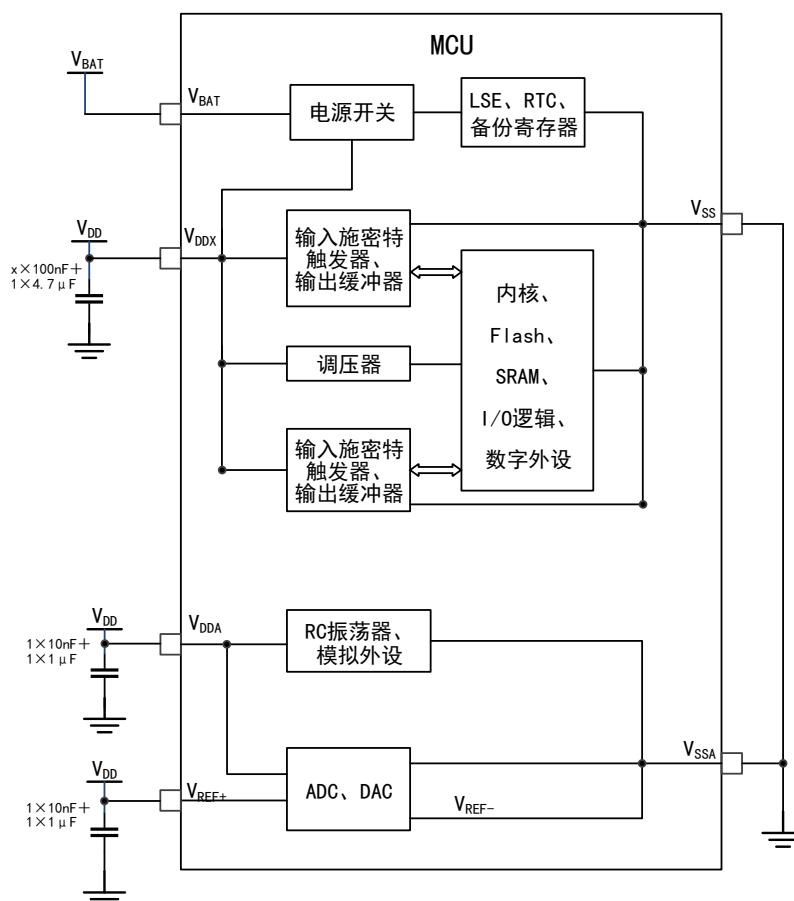 MCU
VBAT
VBAT
电源开关
LSE、RTC、
备份寄存器
VDD
VDDX
x×100nF+
1×4.7μF
输入施密特
触发器、
输出缓冲器
VSS
内核、
Flash、
SRAM、
I/O逻辑、
数字外设
调压器
输入施密特
触发器、
输出缓冲器
VDD
VDDA
1×10nF+
1×1μF
RC振荡器、
模拟外设
VDD
VREF+
1×10nF+
1×1μF
ADC、DAC
VREF-
VSSA